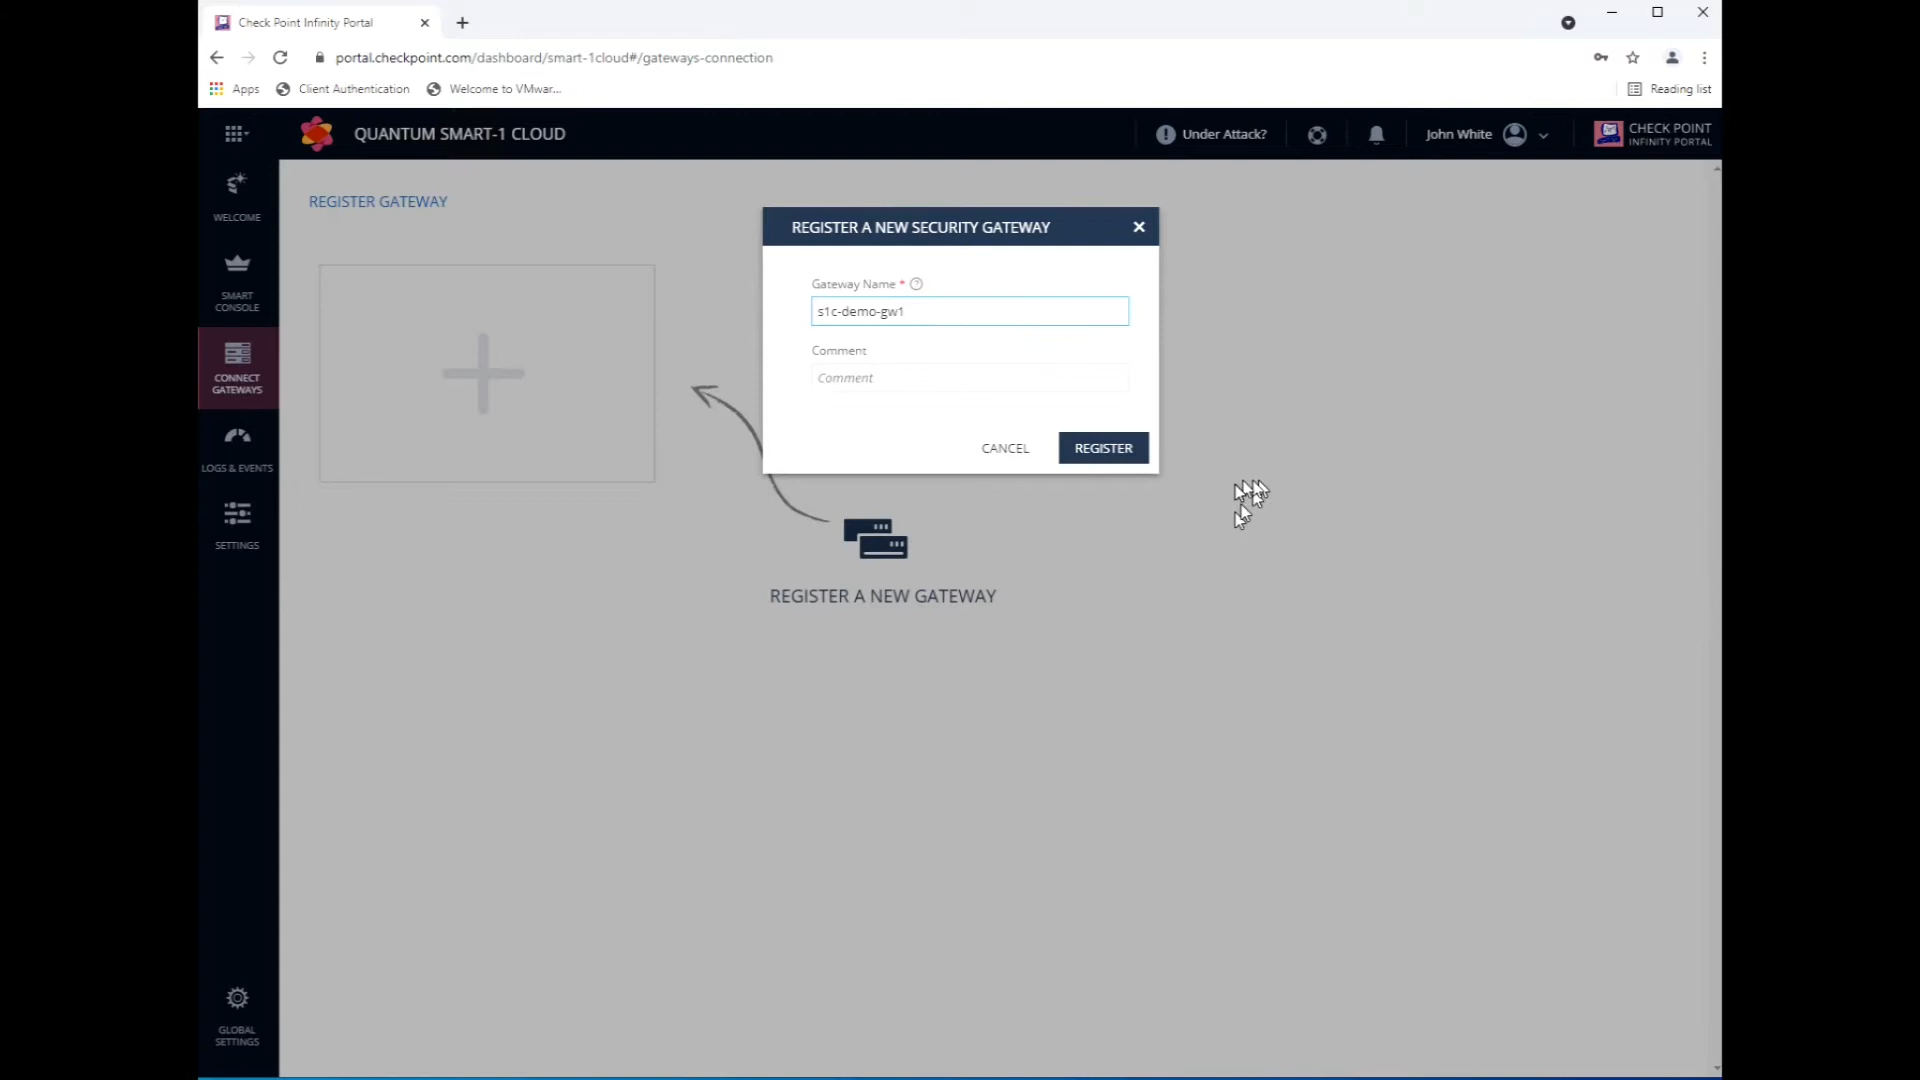 Check Point Infinity Portal
portal.checkpoint.com/dashboard/smart-1cloud#/gateways-connection
Apps
Client Authentication
Welcome to VMwar...
Reading list
QUANTUM SMART-1 CLOUD
Under Attack?
John White
CHECK POINT
INFINITY PORTAL
WELCOME
SMART
CONSOLE
CONNECT
GATEWAYS
LOGS & EVENTS
SETTINGS
GLOBAL
SETTINGS
REGISTER GATEWAY
REGISTER A NEW SECURITY GATEWAY
Gateway Name *
s1c-demo-gw1
Comment
Comment
CANCEL
REGISTER
REGISTER A NEW GATEWAY